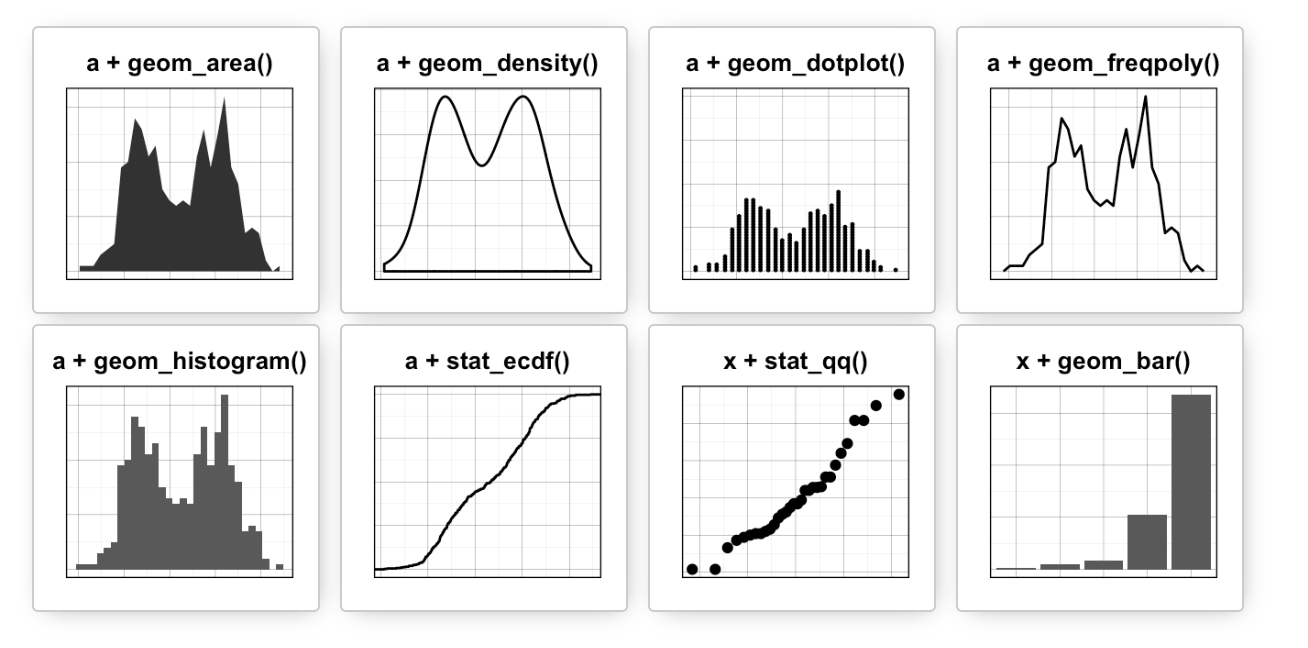 a + geom_area()
a + geom_density()
a + geom_dotplot()
a + geom_freqpoly()
a + geom_histogram()
a + stat_ecdf()
x + stat_qq()
x + geom_bar()